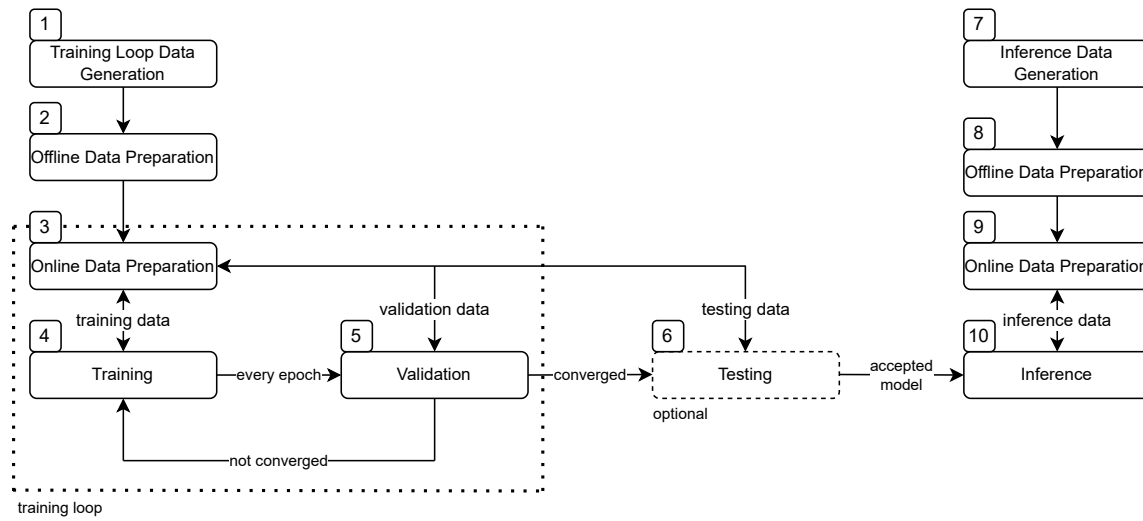 1
Training Loop Data
Generation
2
Offline Data Preparation
3
Online Data Preparation
training data
validation data
testing data
4
Training
every epoch
5
Validation
converged
6
Testing
optional
accepted
model
not converged
training loop
7
Inference Data
Generation
8
Offline Data Preparation
9
Online Data Preparation
inference data
10
Inference